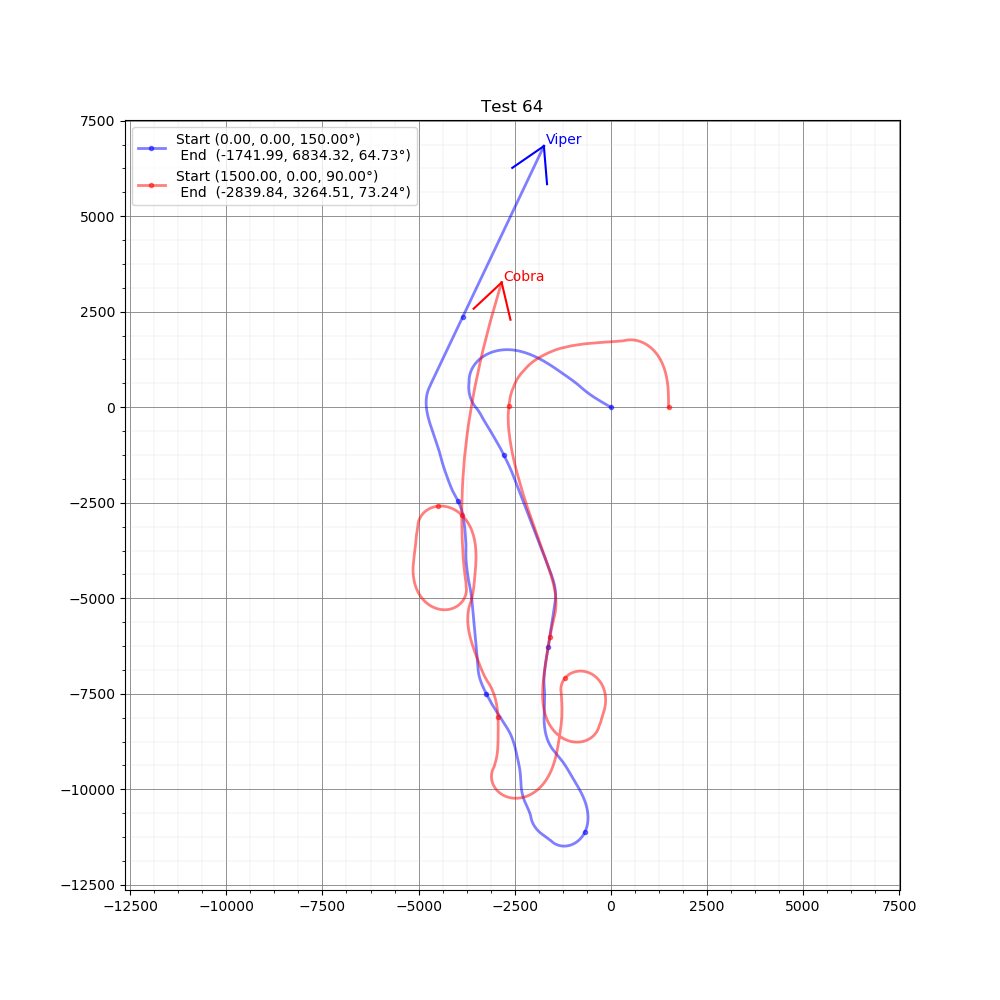 Test 64
Start (0.00, 0.00, 150.00°)
End (-1741.99, 6834.32, 64.73°)
Start (1500.00, 0.00, 90.00°)
End (-2839.84, 3264.51, 73.24°)
Viper
Cobra
7500
5000
2500
0
−2500
−5000
−7500
−10000
−12500
−12500 −10000 −7500 −5000 −2500 0 2500 5000 7500